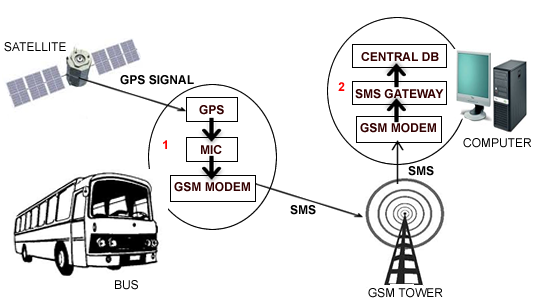 SATELLITE
GPS SIGNAL
1
GPS
MIC
GSM MODEM
BUS
SMS
GSM TOWER
SMS
2
CENTRAL DB
SMS GATEWAY
GSM MODEM
COMPUTER